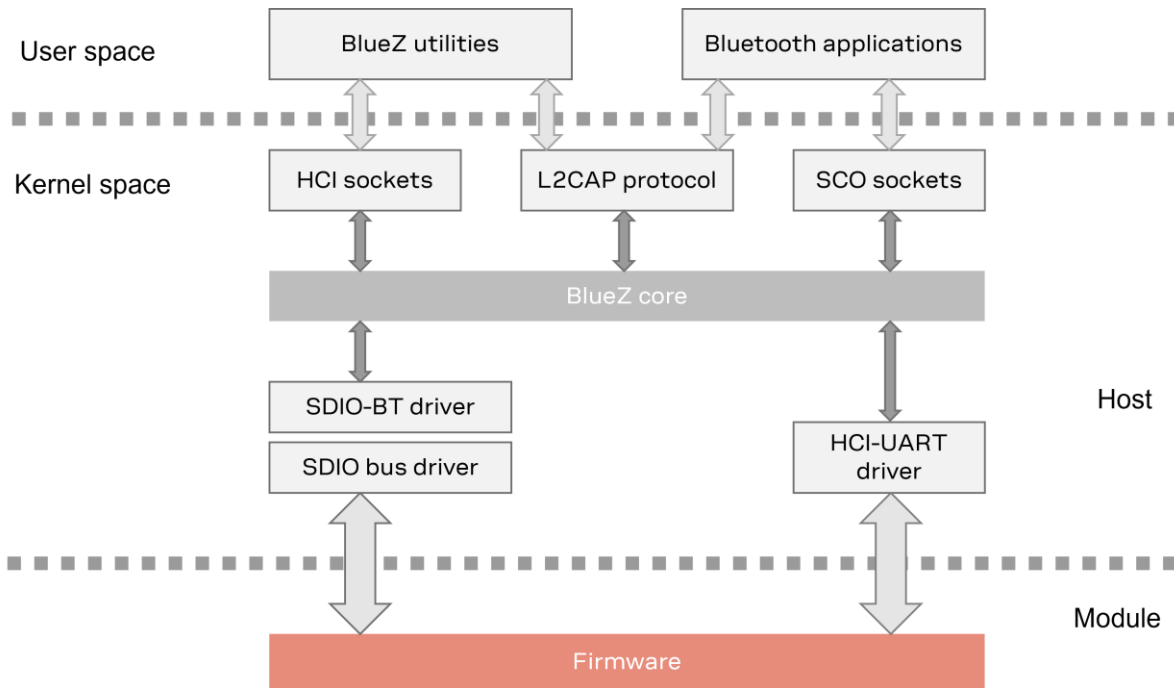 BlueZ utilities
Bluetooth applications
User space
HCI sockets
L2CAP protocol
SCO sockets
Kernel space
BlueZ core
SDIO-BT driver
Host
HCI-UART
driver
SDIO bus driver
Module
Firmware